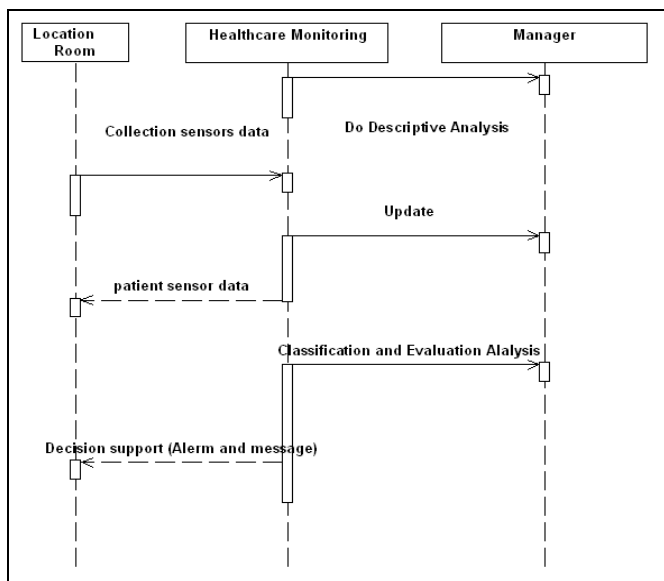 Location
Room
Healthcare Monitoring
Manager
Collection sensors data
Do Descriptive Analysis
Update
patient sensor data
Classification and Evaluation Alalysis
Decision support (Alerm and message)